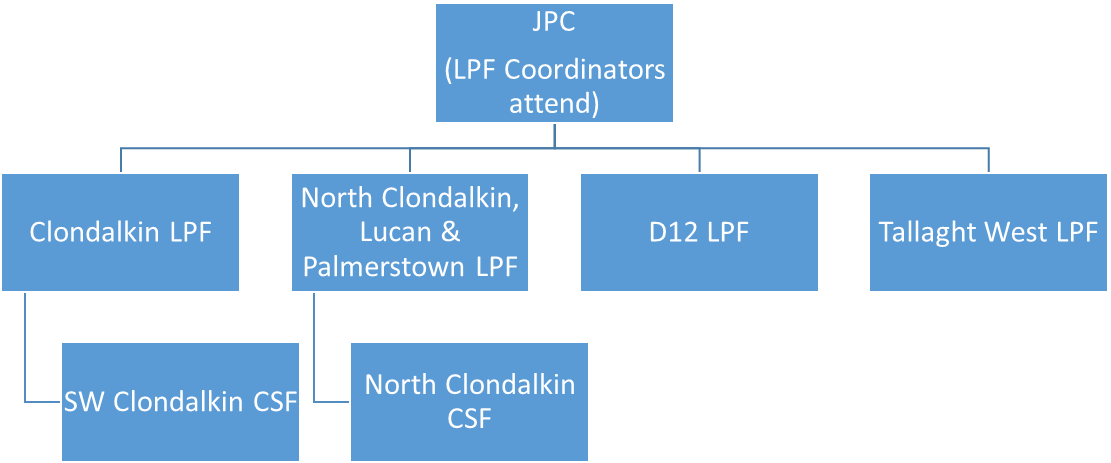 JPC
(LPF Coordinators
attend)
Clondalkin LPF
North Clondalkin,
Lucan &
Palmerstown LPF
D12 LPF
Tallaght West LPF
SW Clondalkin CSF
North Clondalkin
CSF